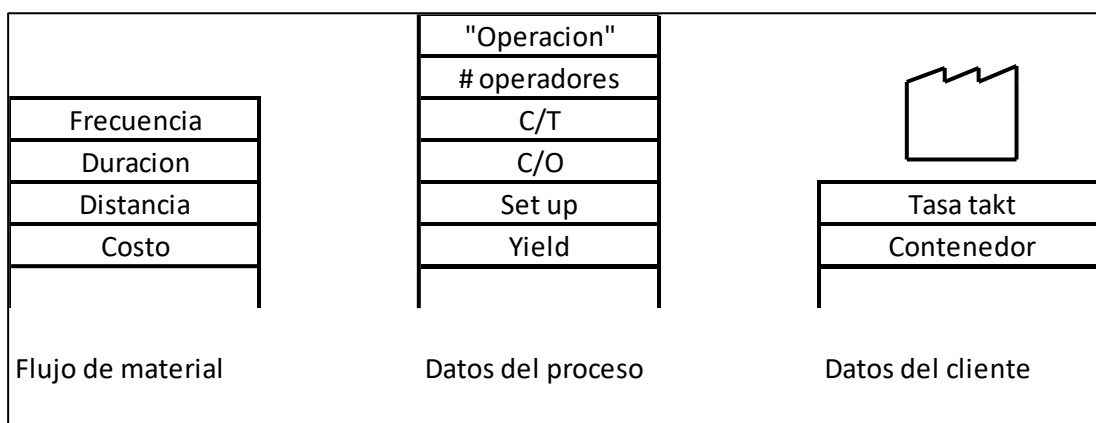 "Operacion"
# operadores
Frecuencia
C/T
Duracion
C/O
Distancia
Set up
Tasa takt
Costo
Yield
Contenedor
Flujo de material
Datos del proceso
Datos del cliente